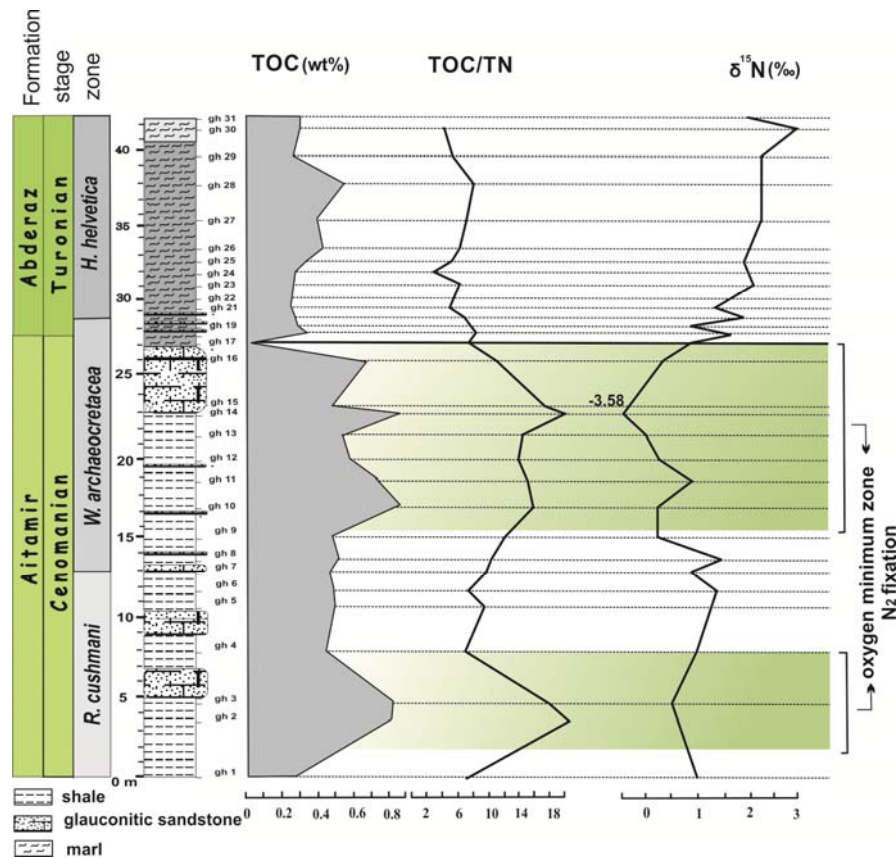 Formation
stage
zone
TOC (wt%)
TOC/TN
δ15N (‰)
Abderaz
Aitamir
Turonian
Cenomanian
H. helvetica
W. archaeocretacea
R. cushmani
40
35
30
25
20
15
10
5
0 m
gh 31
gh 30
gh 29
gh 28
gh 27
gh 26
gh 25
gh 24
gh 23
gh 22
gh 21
gh 19
gh 17
gh 16
gh 15
gh 14
gh 13
gh 12
gh 11
gh 10
gh 9
gh 8
gh 7
gh 6
gh 5
gh 4
gh 3
gh 2
gh 1
-3.58
oxygen minimum zone
N2 fixation
0 0.2 0.4 0.6 0.8
2 6 10 14 18
0 1 2 3
shale
glauconitic sandstone
marl